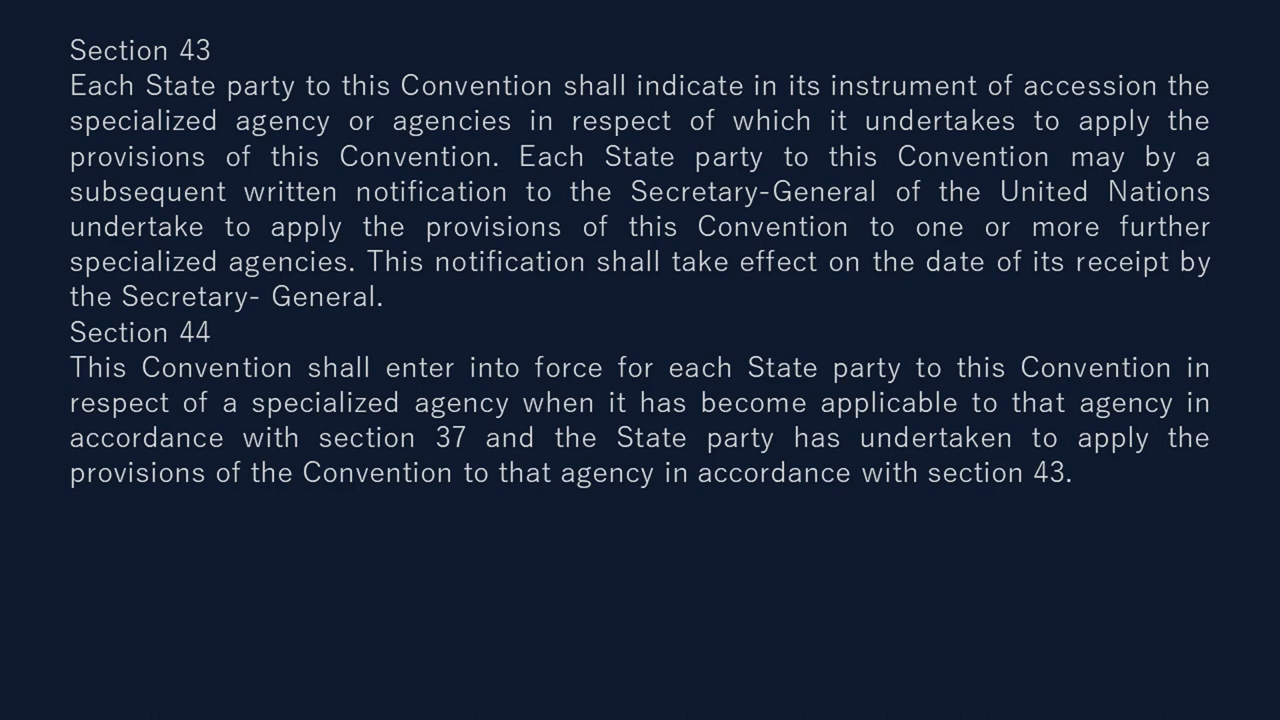 Section 43
Each State party to this Convention shall indicate in its instrument of accession the
specialized agency or agencies in respect of which it undertakes to apply the
provisions of this Convention. Each State party to this Convention may by a
subsequent written notification to the Secretary-General of the United Nations
undertake to apply the provisions of this Convention to one or more further
specialized agencies. This notification shall take effect on the date of its receipt by
the Secretary- General.
Section 44
This Convention shall enter into force for each State party to this Convention in
respect of a specialized agency when it has become applicable to that agency in
accordance with section 37 and the State party has undertaken to apply the
provisions of the Convention to that agency in accordance with section 43.